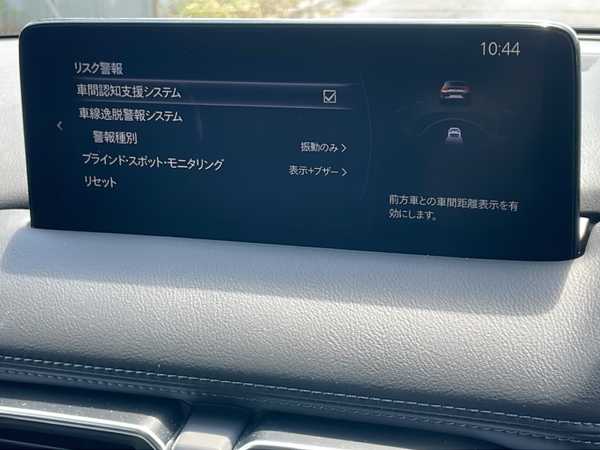 10:44
リスク警報
車間認知支援システム
車線逸脱警報システム
警報種別 振動のみ
ブラインド・スポット・モニタリング 表示+ブザー
リセット
前方車との車間距離表示を有
効にします。